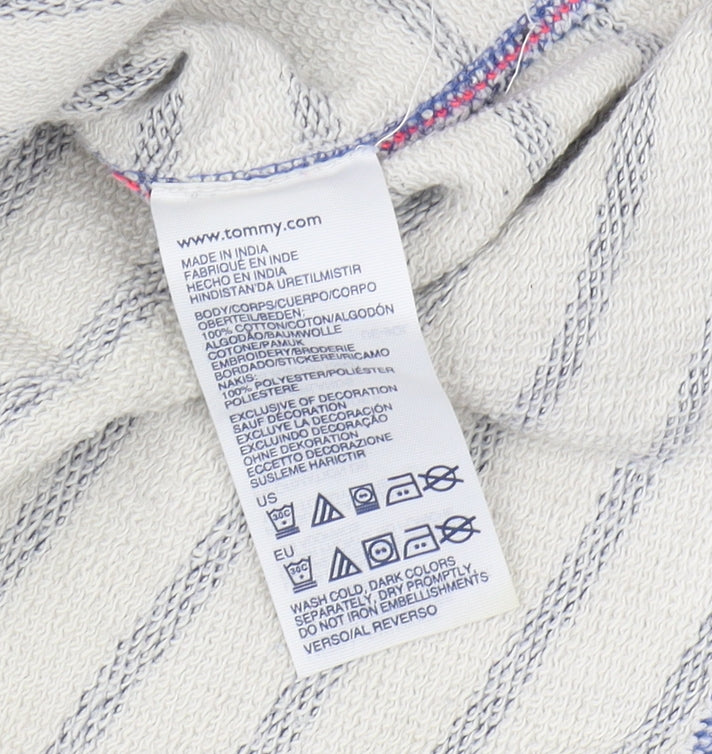 www.tommy.com
MADE IN INDIA
FABRIQUÉ EN INDE
HECHO EN INDIA
HINDISTAN'DA URETILMISTIR
BODY/CORPS/CUERPO/CORPO
OBERTEIL/BEDEN:
100% COTTON/COTON/ALGODÓN
ALGODÃO/BAUMWOLLE
COTONE/PAMUK
EMBROIDERY/BRODERIE
BORDADO/STICKEREI/RICAMO
NAKIS:
100% POLYESTER/POLIÉSTER
POLIESTERE
EXCLUSIVE OF DECORATION
SAUF DÉCORATION
EXCLUYE LA DECORACIÓN
EXCLUINDO DECORAÇÃO
OHNE DEKORATION
ECCETTO DECORAZIONE
SUSLEME HARICTIR
US
30C
EU
30C
WASH COLD, DARK COLORS
SEPARATELY, DRY PROMPTLY,
DO NOT IRON EMBELLISHMENTS
VERSO/AL REVERSO